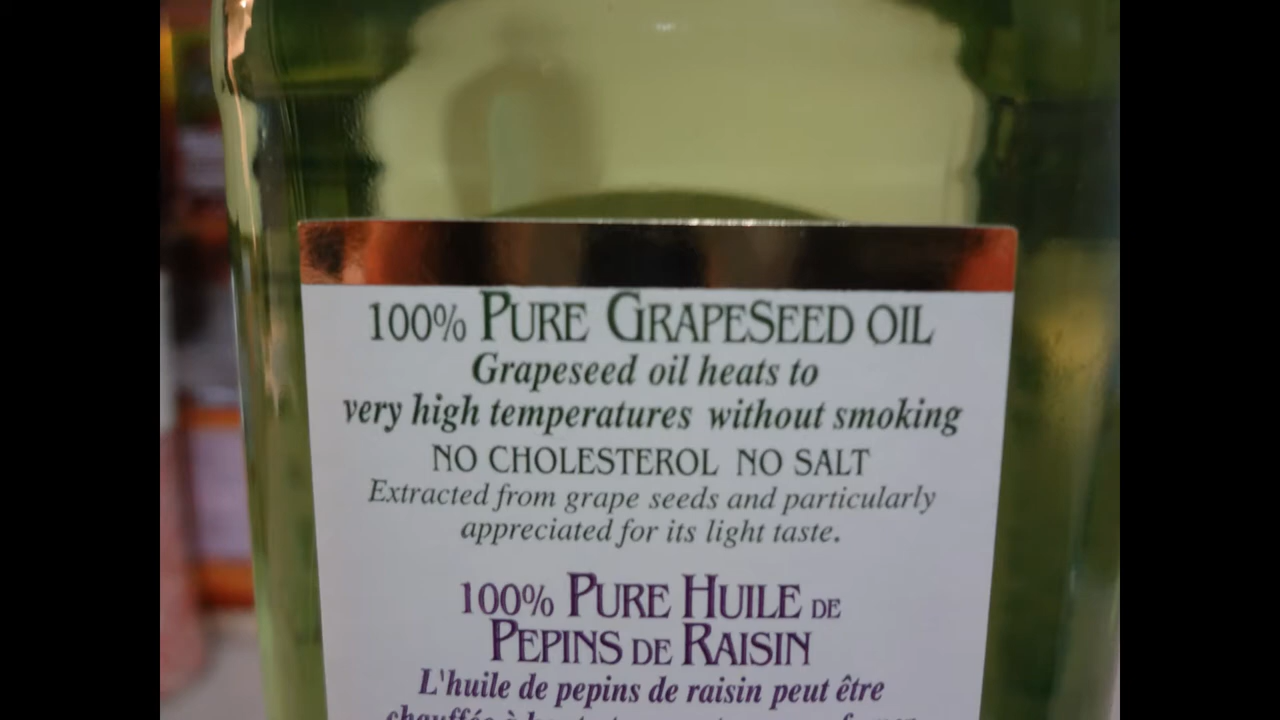 100% PURE GRAPESEED OIL
Grapeseed oil heats to
very high temperatures without smoking
NO CHOLESTEROL NO SALT
Extracted from grape seeds and particularly
appreciated for its light taste.
100% PURE HUILE DE
PEPINS DE RAISIN
L'huile de pepins de raisin peut être
chauffée à